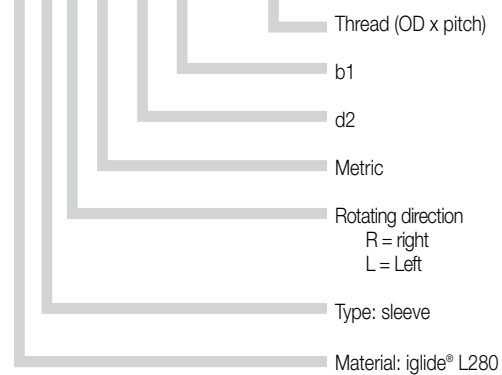 Thread (OD x pitch)
b1
d2
Metric
Rotating direction
R = right
L = Left
Type: sleeve
Material: iglide® L280